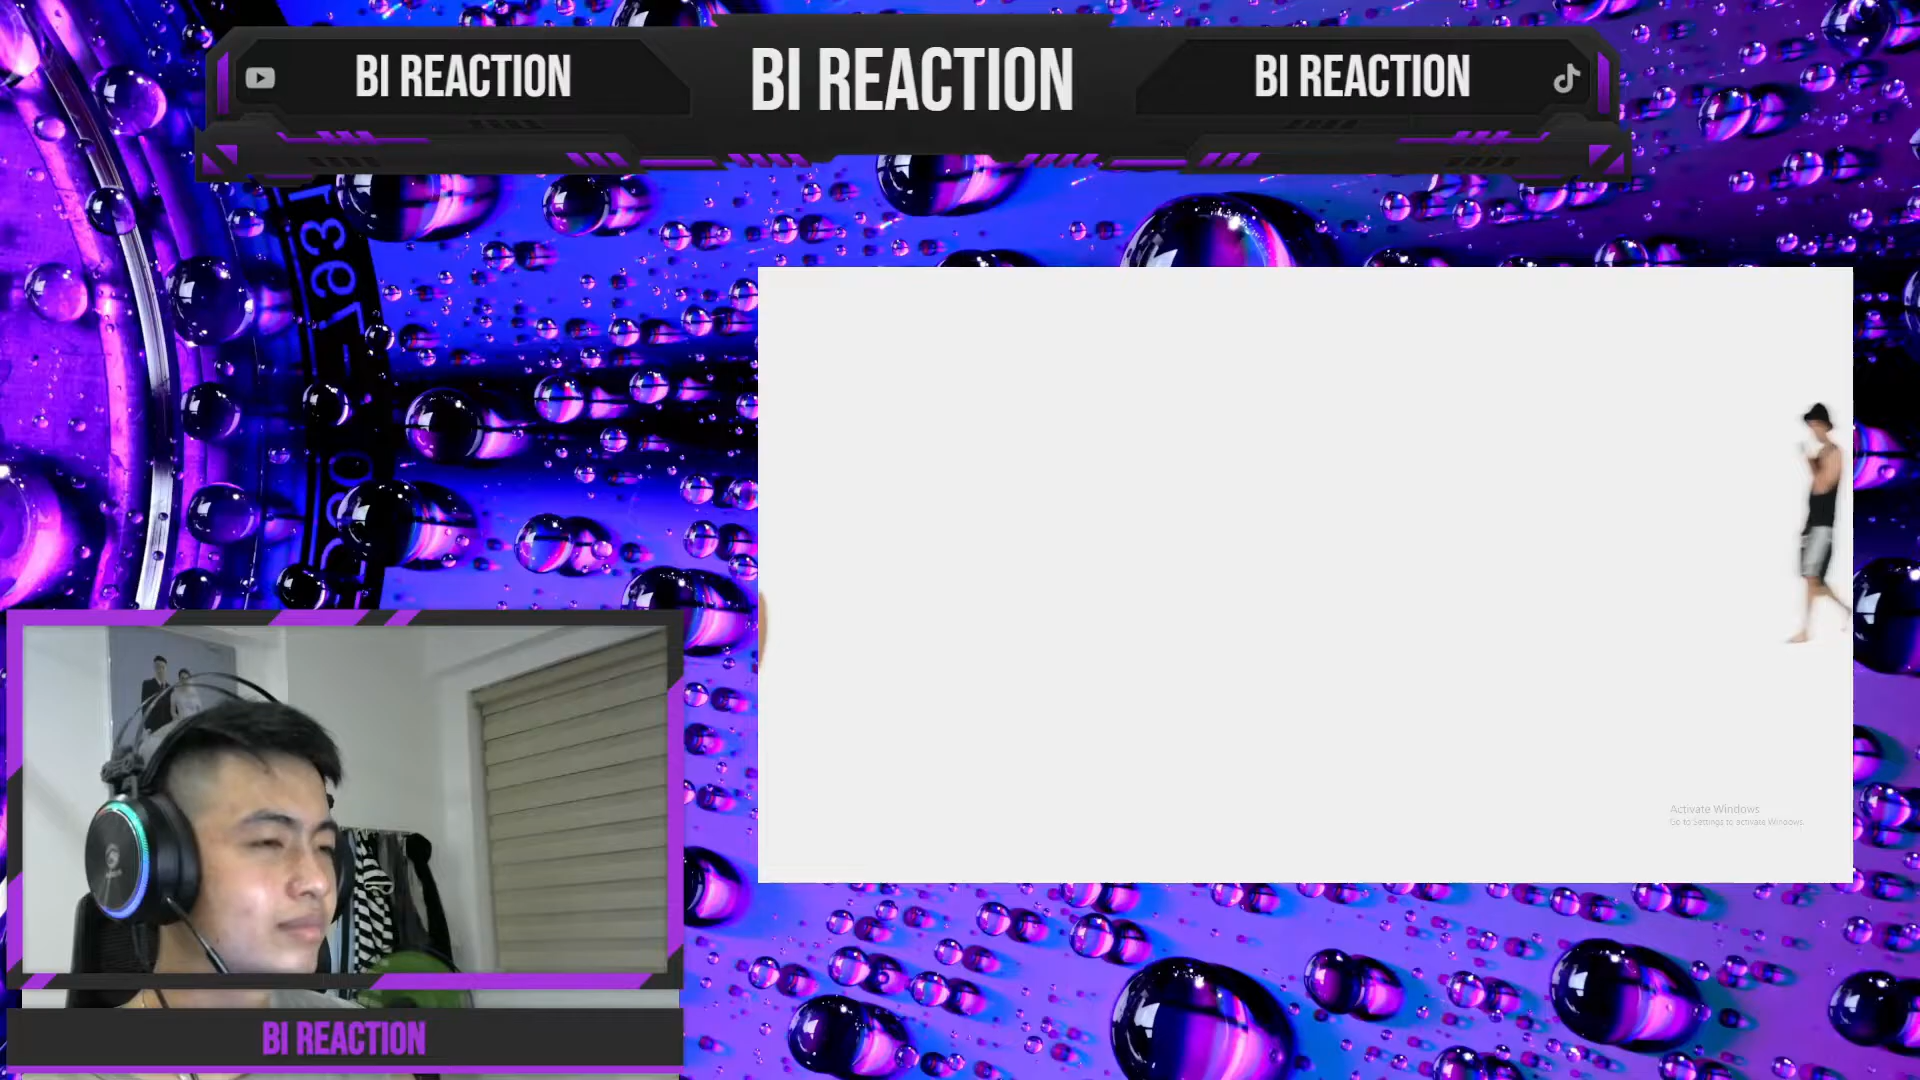 BI REACTION
BI REACTION
BI REACTION
Activate Windows
Go to Settings to activate Windows.
BI REACTION